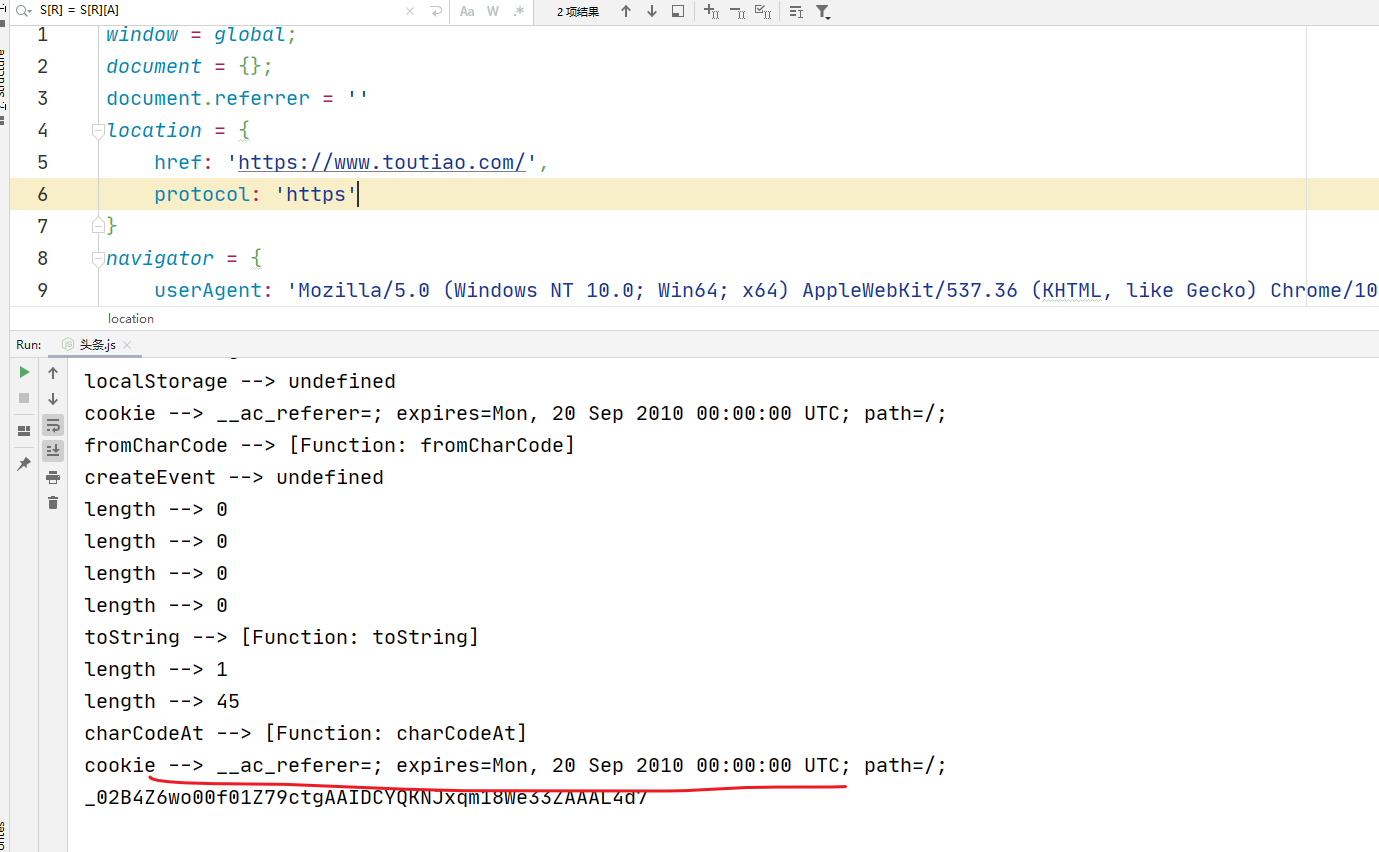 S[R] = S[R][A]
Aa W .* 2 项结果
1 window = global;
2 document = {};
3 document.referrer = ''
4 location = {
5 href: 'https://www.toutiao.com/',
6 protocol: 'https'
7 }
8 navigator = {
9 userAgent: 'Mozilla/5.0 (Windows NT 10.0; Win64; x64) AppleWebKit/537.36 (KHTML, like Gecko) Chrome/10
location
Run: 头条.js
localStorage --> undefined
cookie --> __ac_referrer=; expires=Mon, 20 Sep 2010 00:00:00 UTC; path=/;
fromCharCode --> [Function: fromCharCode]
createEvent --> undefined
length --> 0
length --> 0
length --> 0
length --> 0
toString --> [Function: toString]
length --> 1
length --> 45
charCodeAt --> [Function: charCodeAt]
cookie --> __ac_referer=; expires=Mon, 20 Sep 2010 00:00:00 UTC; path=/;
_02B4Z6wo00f01Z79ctgAAIDCYQKNJxqm18We33ZAAAL4d7